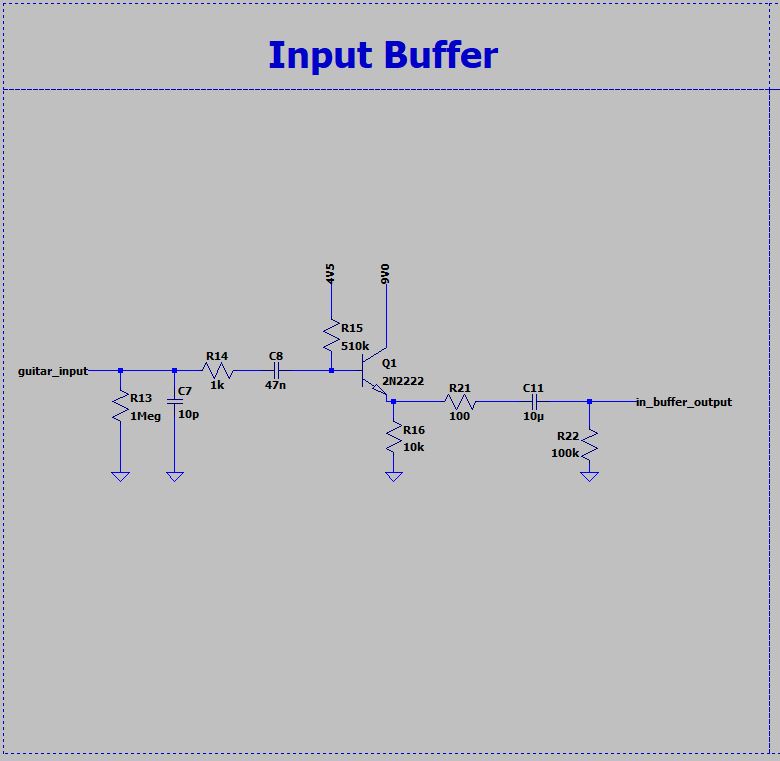 Input Buffer
4V5
9V0
R15
510k
guitar_input
R14
1k
C8
47n
Q1
2N2222
R13
1Meg
C7
10p
R21
100
C11
10µ
in_buffer_output
R16
10k
R22
100k